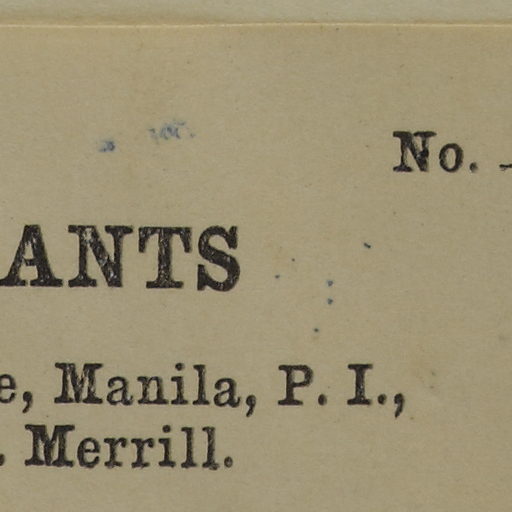 No.
ANTS
e, Manila, P. I.,
. Merrill.